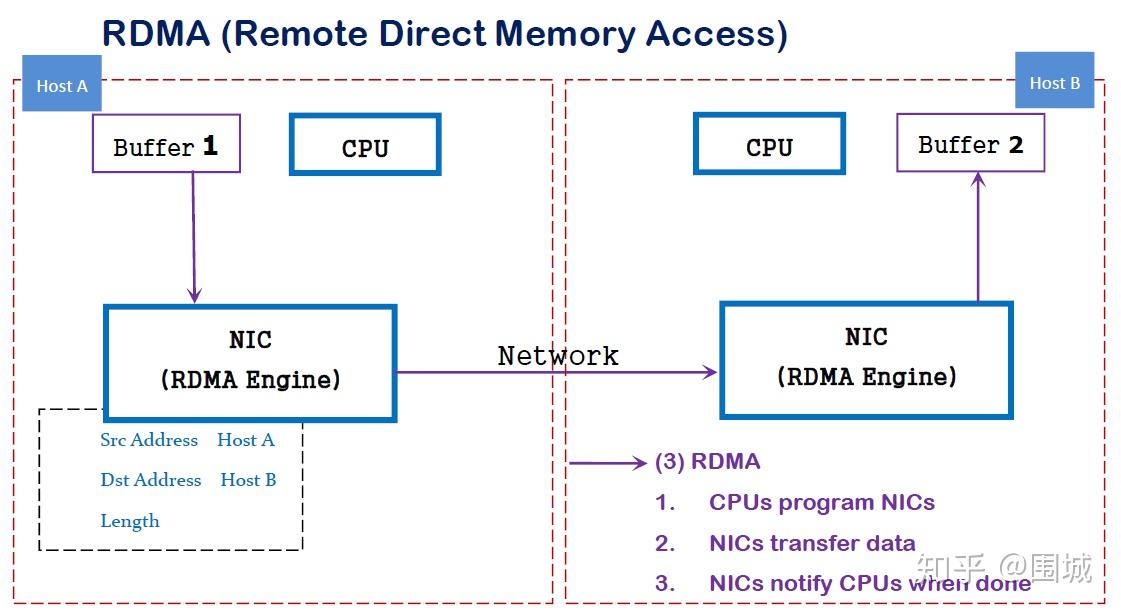 RDMA (Remote Direct Memory Access)
Host A
Host B
Buffer 1
CPU
CPU
Buffer 2
NIC
(RDMA Engine)
Network
NIC
(RDMA Engine)
Src Address Host A
Dst Address Host B
Length
(3) RDMA
1. CPUs program NICs
2. NICs transfer data
3. NICs notify CPUs when done
知乎 @围城